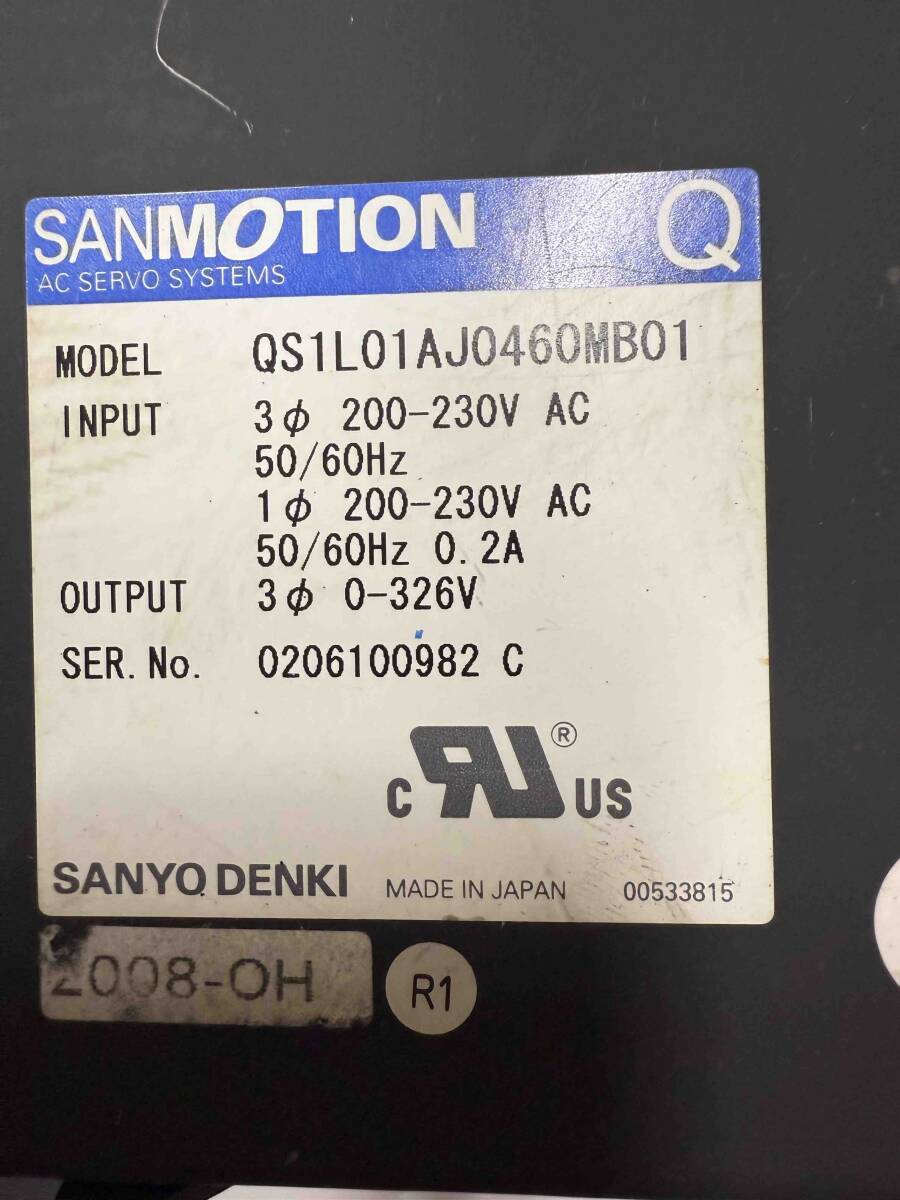 SANMOTION Q
AC SERVO SYSTEMS
MODEL QS1L01AJ0460MB01
INPUT 3ϕ 200-230V AC
50/60Hz
1ϕ 200-230V AC
50/60Hz 0.2A
OUTPUT 3ϕ 0-326V
SER. No. 0206100982 C
c RU ® US
SANYO DENKI MADE IN JAPAN 00533815
2008-OH R1